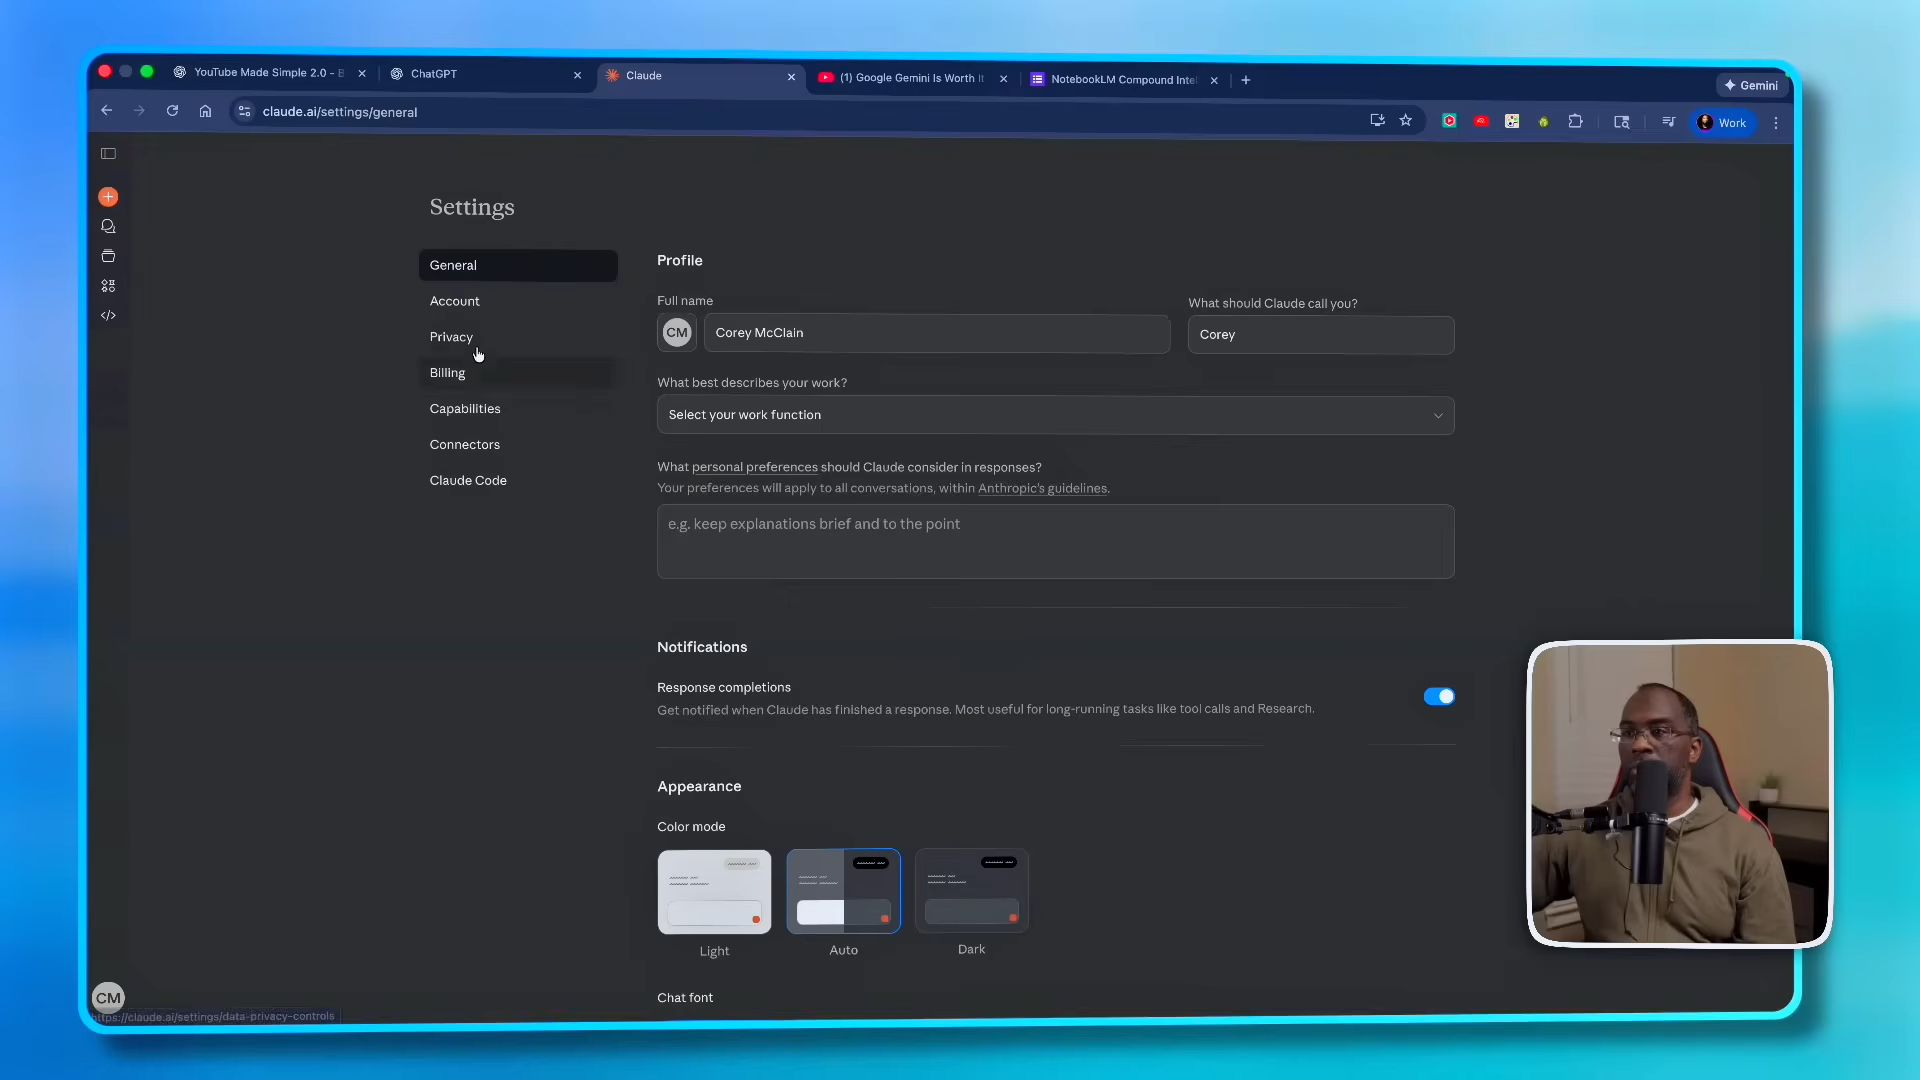 YouTube Made Simple 2.0 - B
ChatGPT
Claude
(1) Google Gemini Is Worth It
NotebookLM Compound Inte
Gemini
claude.ai/settings/general
Work
Settings
General
Account
Privacy
Billing
Capabilities
Connectors
Claude Code
Profile
Full name
What should Claude call you?
CM
Corey McClain
Corey
What best describes your work?
Select your work function
What personal preferences should Claude consider in responses?
Your preferences will apply to all conversations, within Anthropic's guidelines.
e.g. keep explanations brief and to the point
Notifications
Response completions
Get notified when Claude has finished a response. Most useful for long-running tasks like tool calls and Research.
Appearance
Color mode
Light
Auto
Dark
Chat font
CM
https://claude.ai/settings/data-privacy-controls